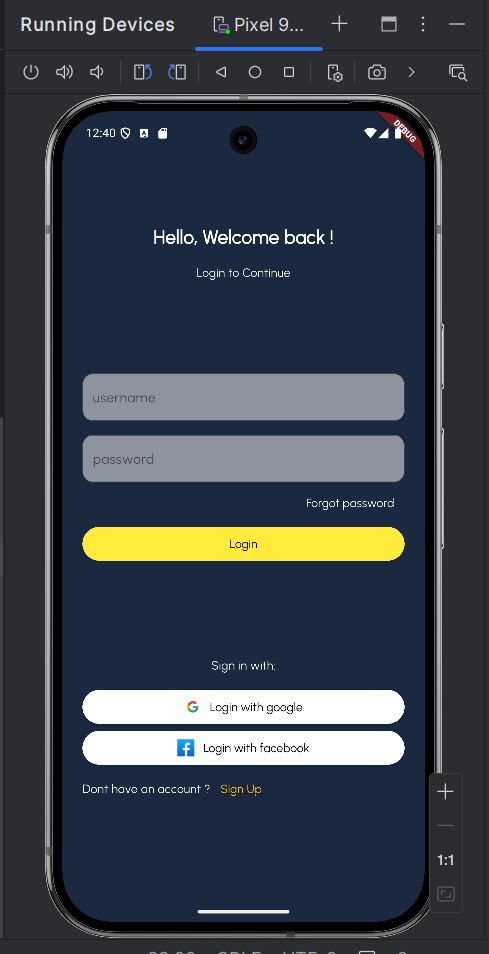 Running Devices
Pixel 9...
12:40
A
DEBUG
Hello, Welcome back !
Login to Continue
username
password
Forgot password
Login
Sign in with:
Login with google
Login with facebook
Dont have an account ? Sign Up
1:1